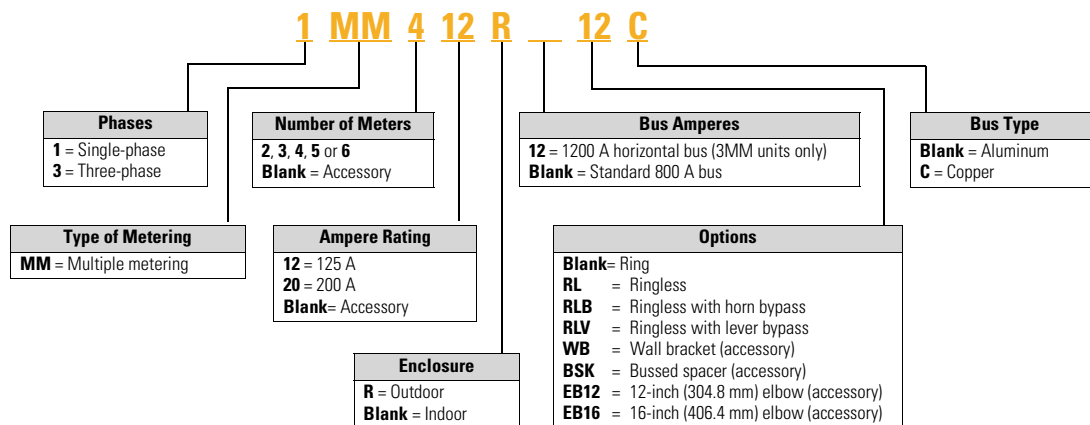 1 MM 4 12 R __ 12 C
Phases
1 = Single-phase
3 = Three-phase
Number of Meters
2, 3, 4, 5 or 6
Blank = Accessory
Bus Amperes
12 = 1200 A horizontal bus (3MM units only)
Blank = Standard 800 A bus
Bus Type
Blank = Aluminum
C = Copper
Type of Metering
MM = Multiple metering
Ampere Rating
12 = 125 A
20 = 200 A
Blank= Accessory
Options
Blank= Ring
RL = Ringless
RLB = Ringless with horn bypass
RLV = Ringless with lever bypass
WB = Wall bracket (accessory)
BSK = Bussed spacer (accessory)
EB12 = 12-inch (304.8 mm) elbow (accessory)
EB16 = 16-inch (406.4 mm) elbow (accessory)
Enclosure
R = Outdoor
Blank = Indoor